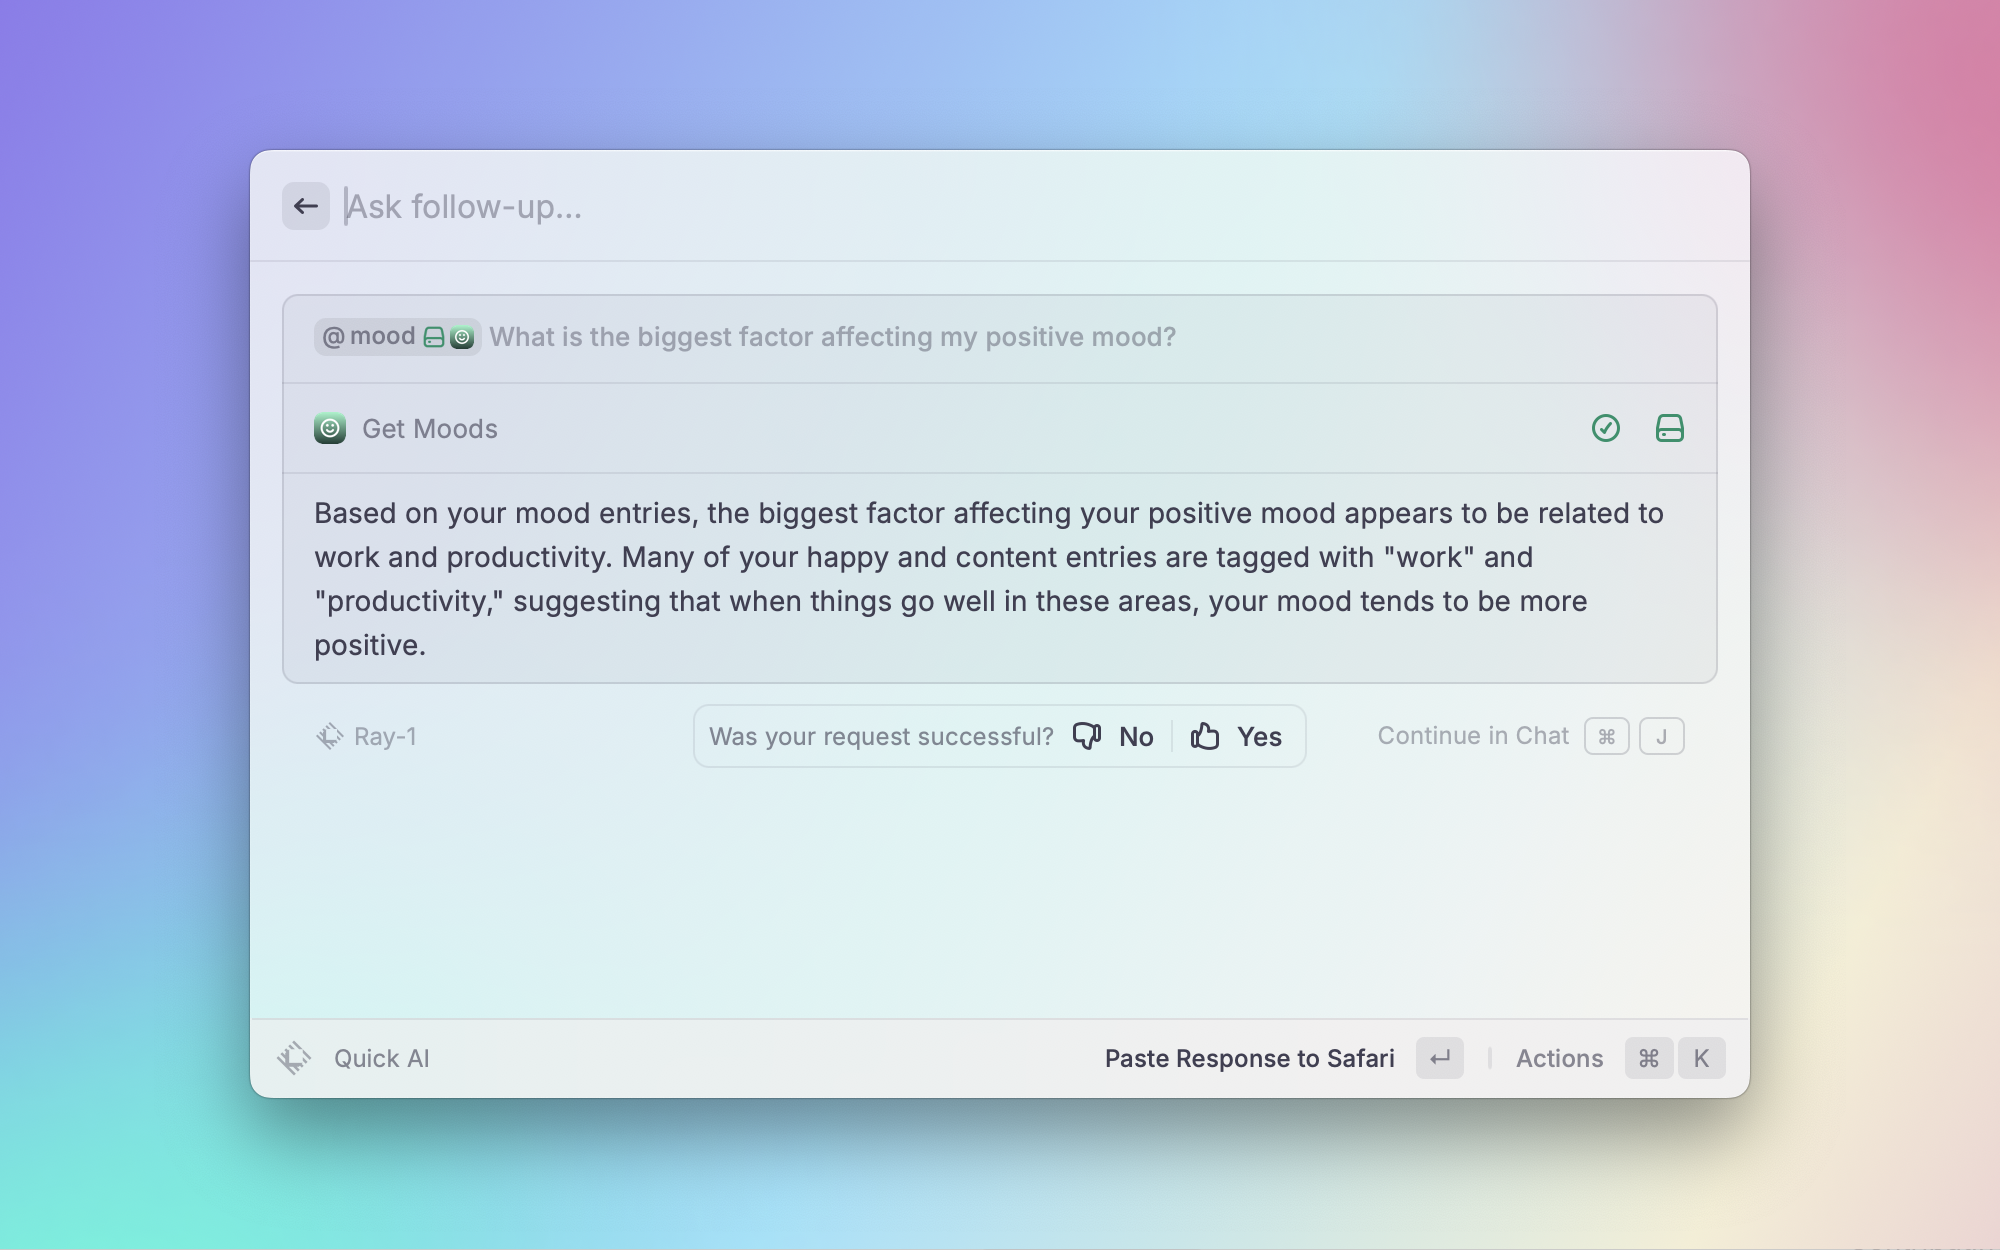 Ask follow-up...
@mood What is the biggest factor affecting my positive mood?
Get Moods
Based on your mood entries, the biggest factor affecting your positive mood appears to be related to
work and productivity. Many of your happy and content entries are tagged with "work" and
"productivity," suggesting that when things go well in these areas, your mood tends to be more
positive.
Ray-1
Was your request successful? No Yes
Continue in Chat ⌘ J
Quick AI
Paste Response to Safari ↵ Actions ⌘ K